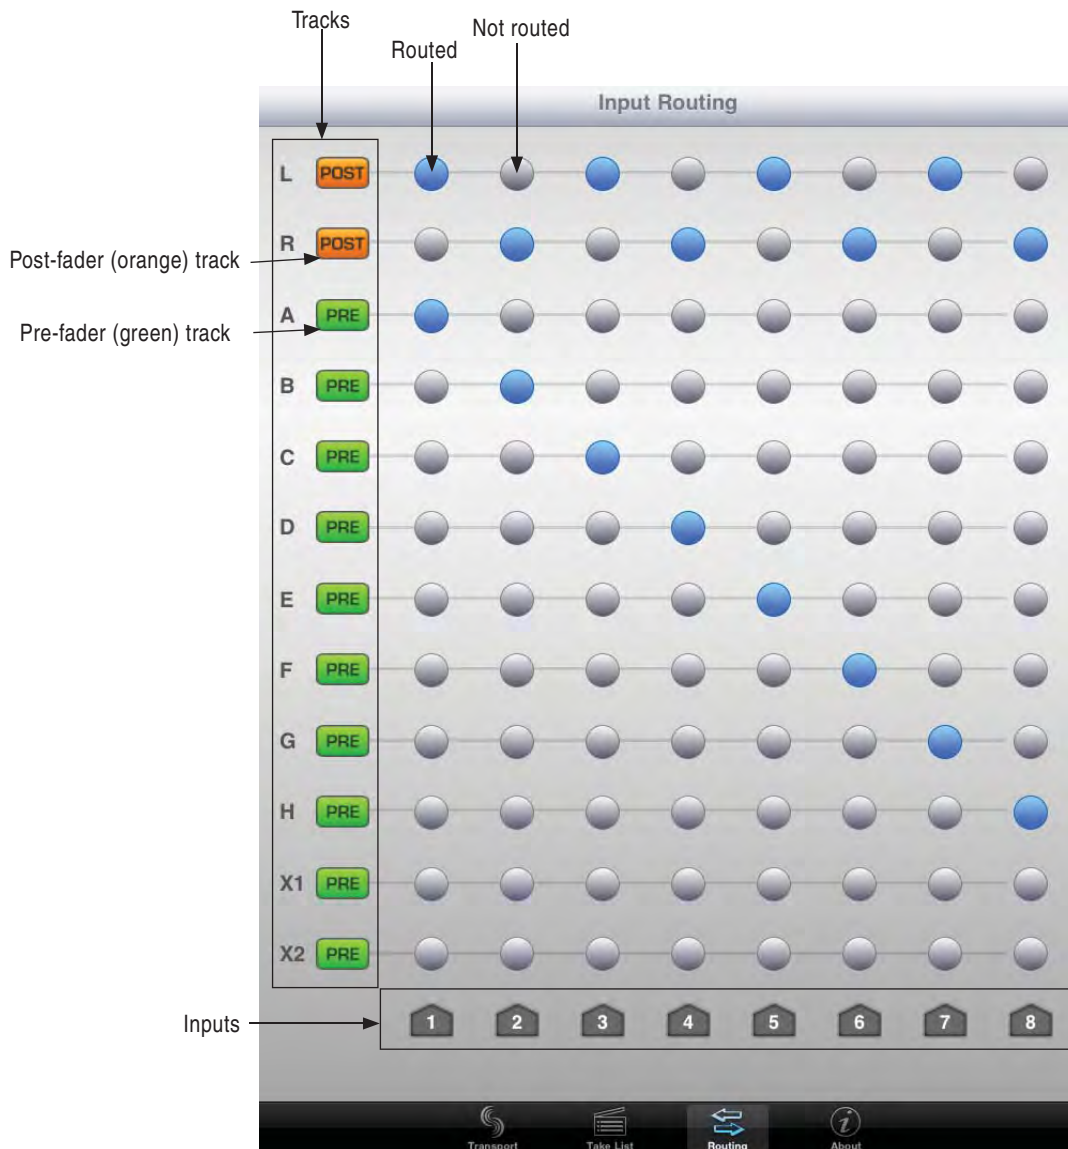 Tracks
Not routed
Routed
Input Routing
L POST
R POST
Post-fader (orange) track
A PRE
Pre-fader (green) track
B PRE
C PRE
D PRE
E PRE
F PRE
G PRE
H PRE
X1 PRE
X2 PRE
Inputs
1 2 3 4 5 6 7 8
Transport Take List Routing About